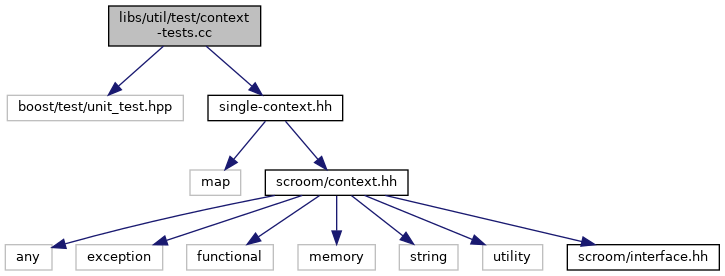 libs/util/test/context
-tests.cc
boost/test/unit_test.hpp
single-context.hh
map
scroom/context.hh
any
exception
functional
memory
string
utility
scroom/interface.hh